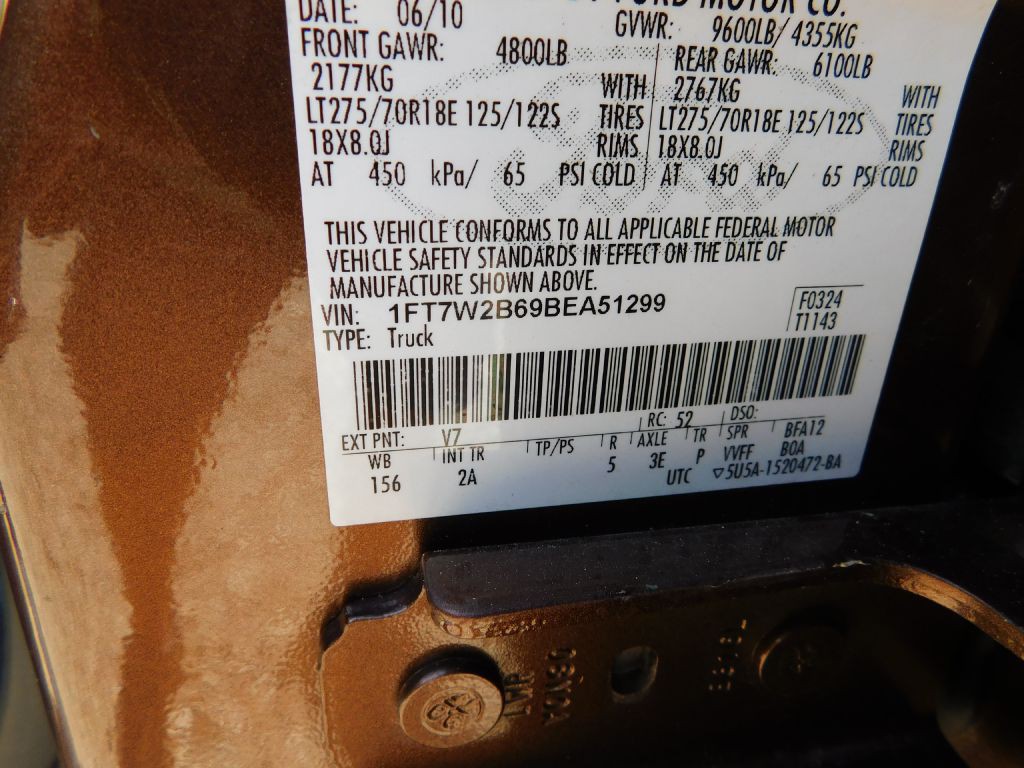 MOTOR CO.
DATE: 06/10 GVWR: 9600LB/ 4355KG
FRONT GAWR: 4800LB REAR GAWR: 6100LB
2177KG WITH 2767KG WITH
LT275/70R18E 125/122S TIRES LT275/70R18E 125/122S TIRES
18X8.0J RIMS 18X8.0J RIMS
AT 450 kPa/ 65 PSI COLD AT 450 kPa/ 65 PSI COLD
THIS VEHICLE CONFORMS TO ALL APPLICABLE FEDERAL MOTOR
VEHICLE SAFETY STANDARDS IN EFFECT ON THE DATE OF
MANUFACTURE SHOWN ABOVE.
VIN: 1FT7W2B69BEA51299 F0324
TYPE: Truck T1143
EXT PNT: V7 RC: 52 DSO: BFA12
WB INT TR TP/PS R AXLE TR SPR B0A
156 2A 5 3E P VVFF
UTC ▽5U5A-1520472-BA